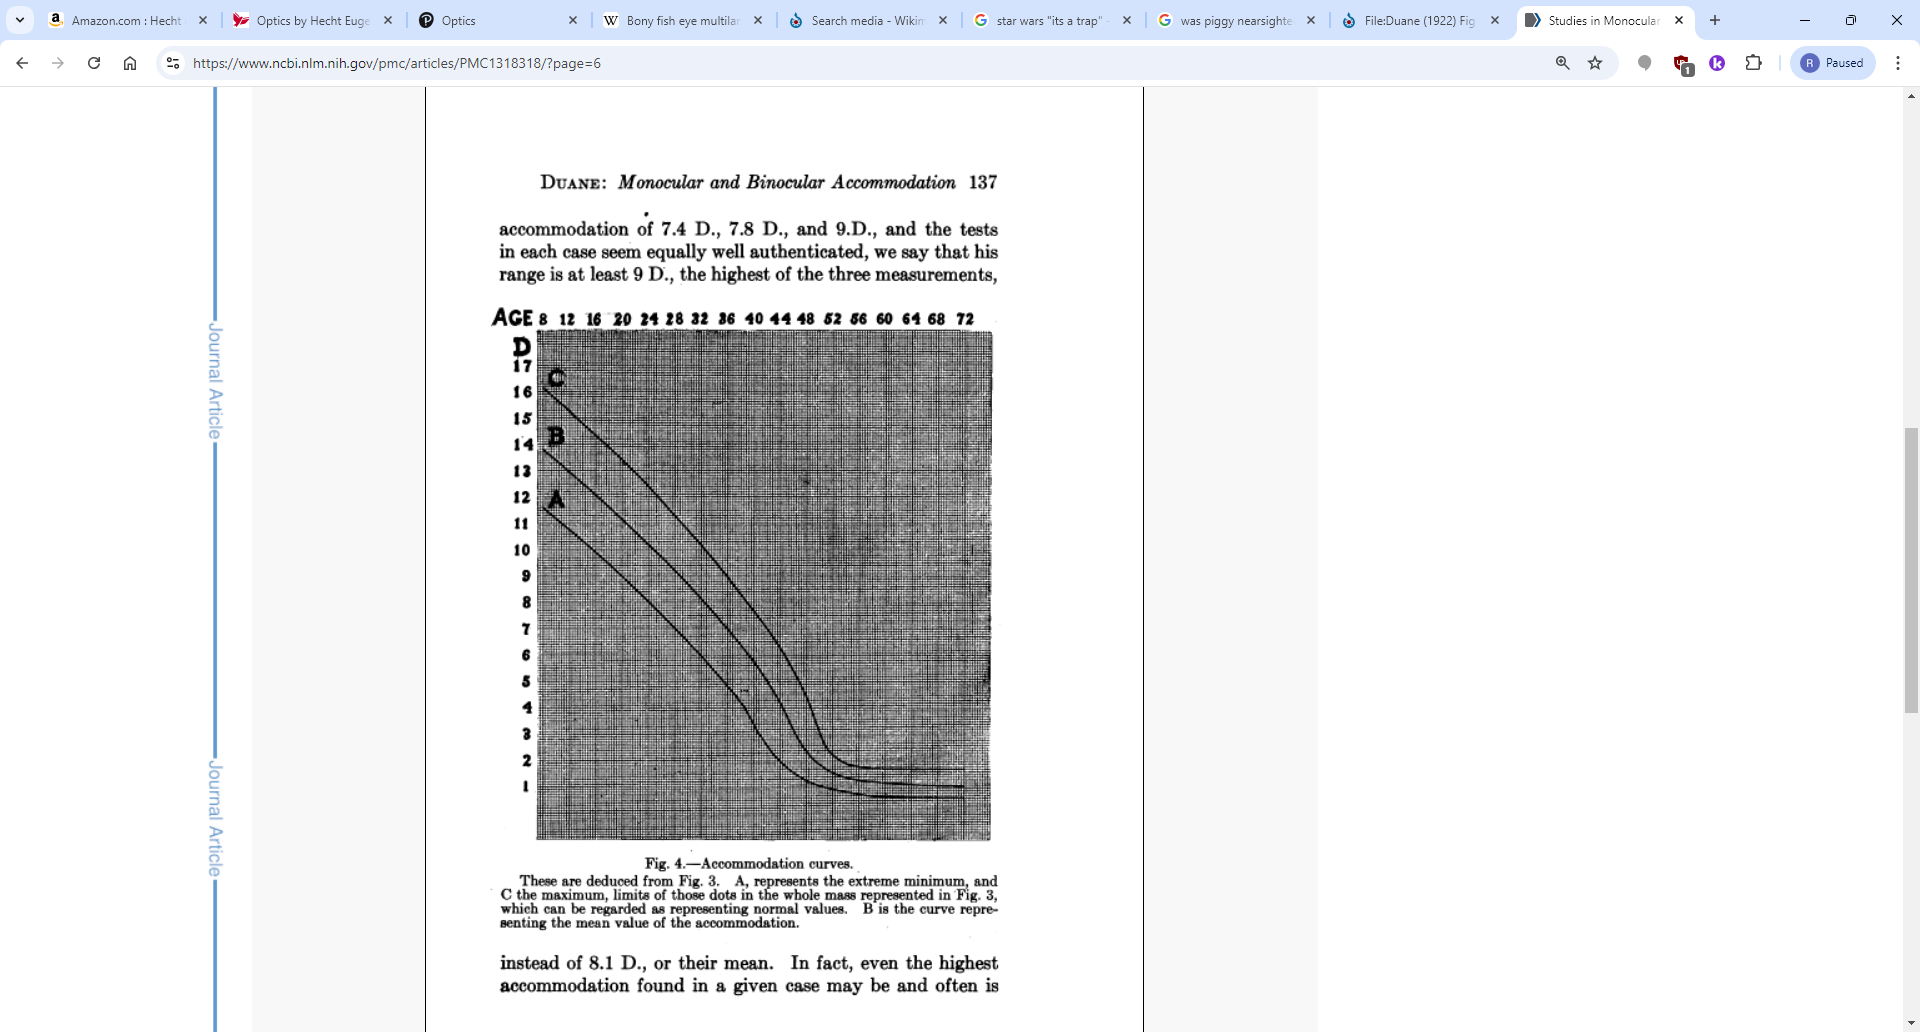 Amazon.com : Hecht
Optics by Hecht Euge
Optics
Bony fish eye multilar
Search media - Wikim
star wars "its a trap" -
was piggy nearsighte
File:Duane (1922) Fig
Studies in Monocular
https://www.ncbi.nlm.nih.gov/pmc/articles/PMC1318318/?page=6
1
R Paused
Journal Article
Journal Article
DUANE: Monocular and Binocular Accommodation 137
accommodation of 7.4 D., 7.8 D., and 9.D., and the tests
in each case seem equally well authenticated, we say that his
range is at least 9 D., the highest of the three measurements,
AGE 8 12 16 20 24 28 32 36 40 44 48 52 56 60 64 68 72
D
17
C
16
15
B
14
13
A
12
11
10
9
8
7
6
5
4
3
2
1
Fig. 4.—Accommodation curves.
These are deduced from Fig. 3. A, represents the extreme minimum, and
C the maximum, limits of those dots in the whole mass represented in Fig. 3,
which can be regarded as representing normal values. B is the curve repre-
senting the mean value of the accommodation.
instead of 8.1 D., or their mean. In fact, even the highest
accommodation found in a given case may be and often is